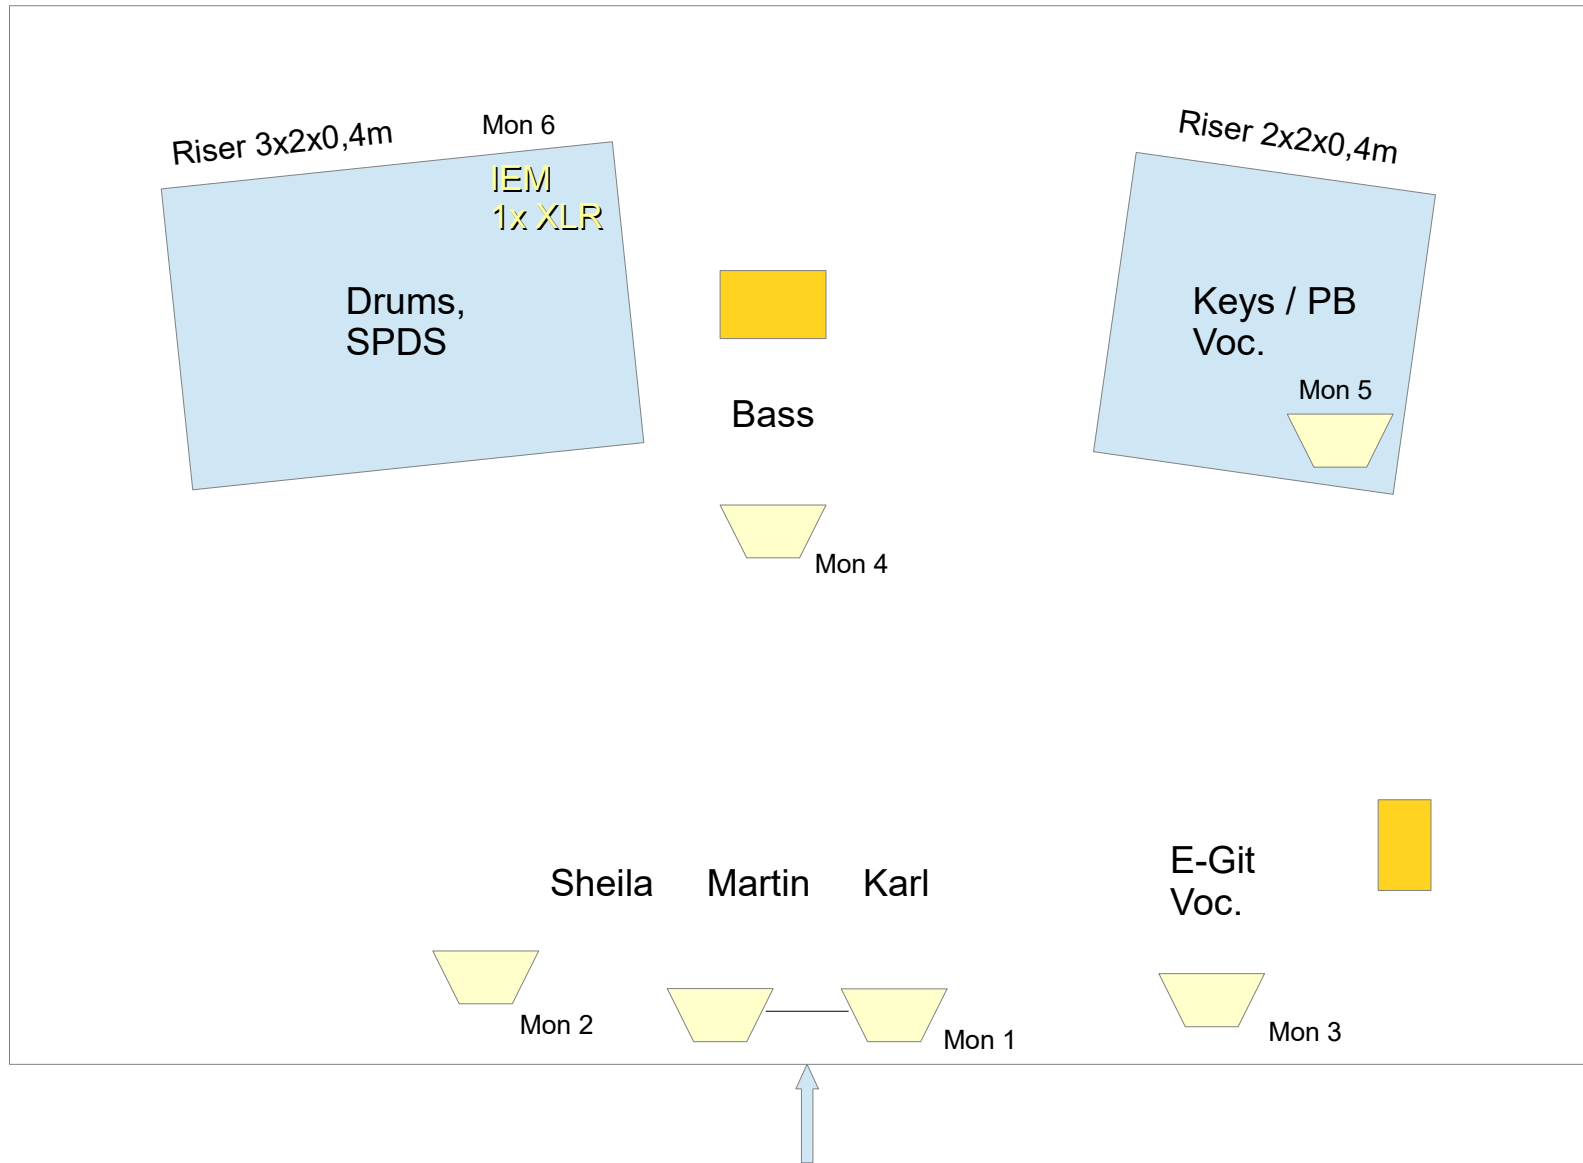 Riser 3x2x0,4m
Mon 6
Riser 2x2x0,4m
IEM
1x XLR
Drums,
SPDS
Keys / PB
Voc.
Mon 5
Bass
Mon 4
E-Git
Voc.
Sheila Martin Karl
Mon 2
Mon 1
Mon 3